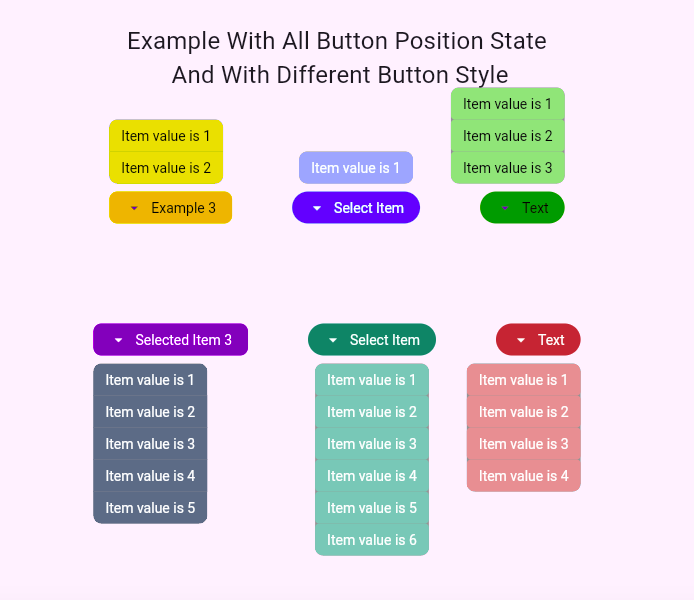 Example With All Button Position State
And With Different Button Style
Item value is 1
Item value is 2
Example 3
Item value is 1
Select Item
Item value is 1
Item value is 2
Item value is 3
Text
Selected Item 3
Item value is 1
Item value is 2
Item value is 3
Item value is 4
Item value is 5
Select Item
Item value is 1
Item value is 2
Item value is 3
Item value is 4
Item value is 5
Item value is 6
Text
Item value is 1
Item value is 2
Item value is 3
Item value is 4